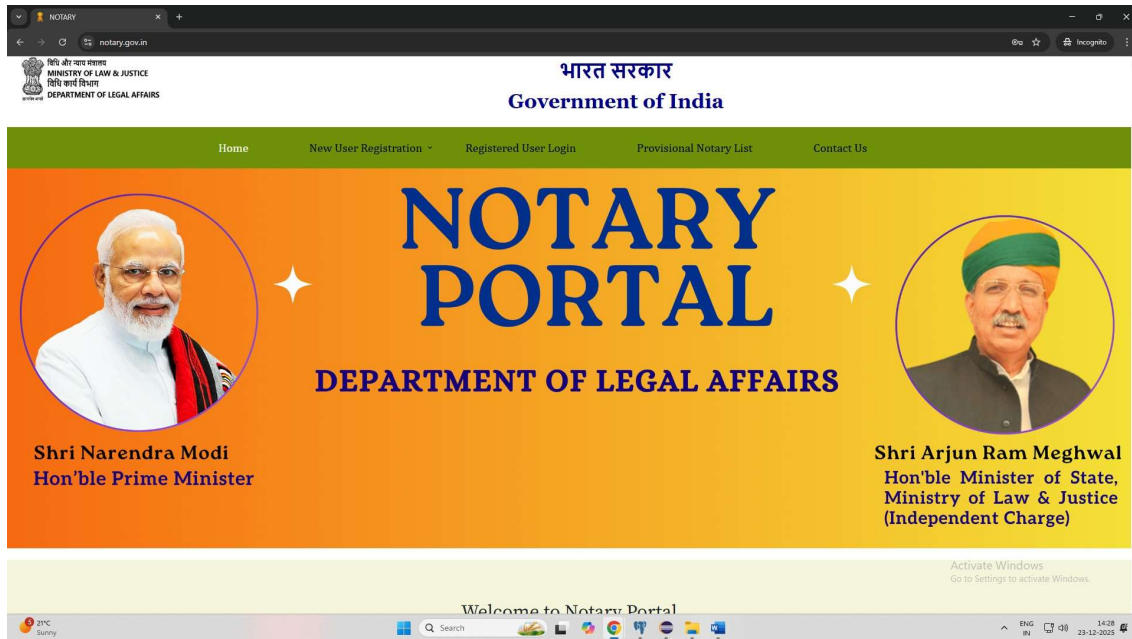 NOTARY
notary.gov.in
Incognito
विधि और न्याय मंत्रालय
MINISTRY OF LAW & JUSTICE
विधि कार्य विभाग
DEPARTMENT OF LEGAL AFFAIRS
भारत सरकार
Government of India
Home
New User Registration
Registered User Login
Provisional Notary List
Contact Us
NOTARY
PORTAL
DEPARTMENT OF LEGAL AFFAIRS
Shri Narendra Modi
Hon'ble Prime Minister
Shri Arjun Ram Meghwal
Hon'ble Minister of State,
Ministry of Law & Justice
(Independent Charge)
Activate Windows
Go to Settings to activate Windows.
Welcome to Notary Portal
21°C
Sunny
Search
ENG
IN
14:28
23-12-2025